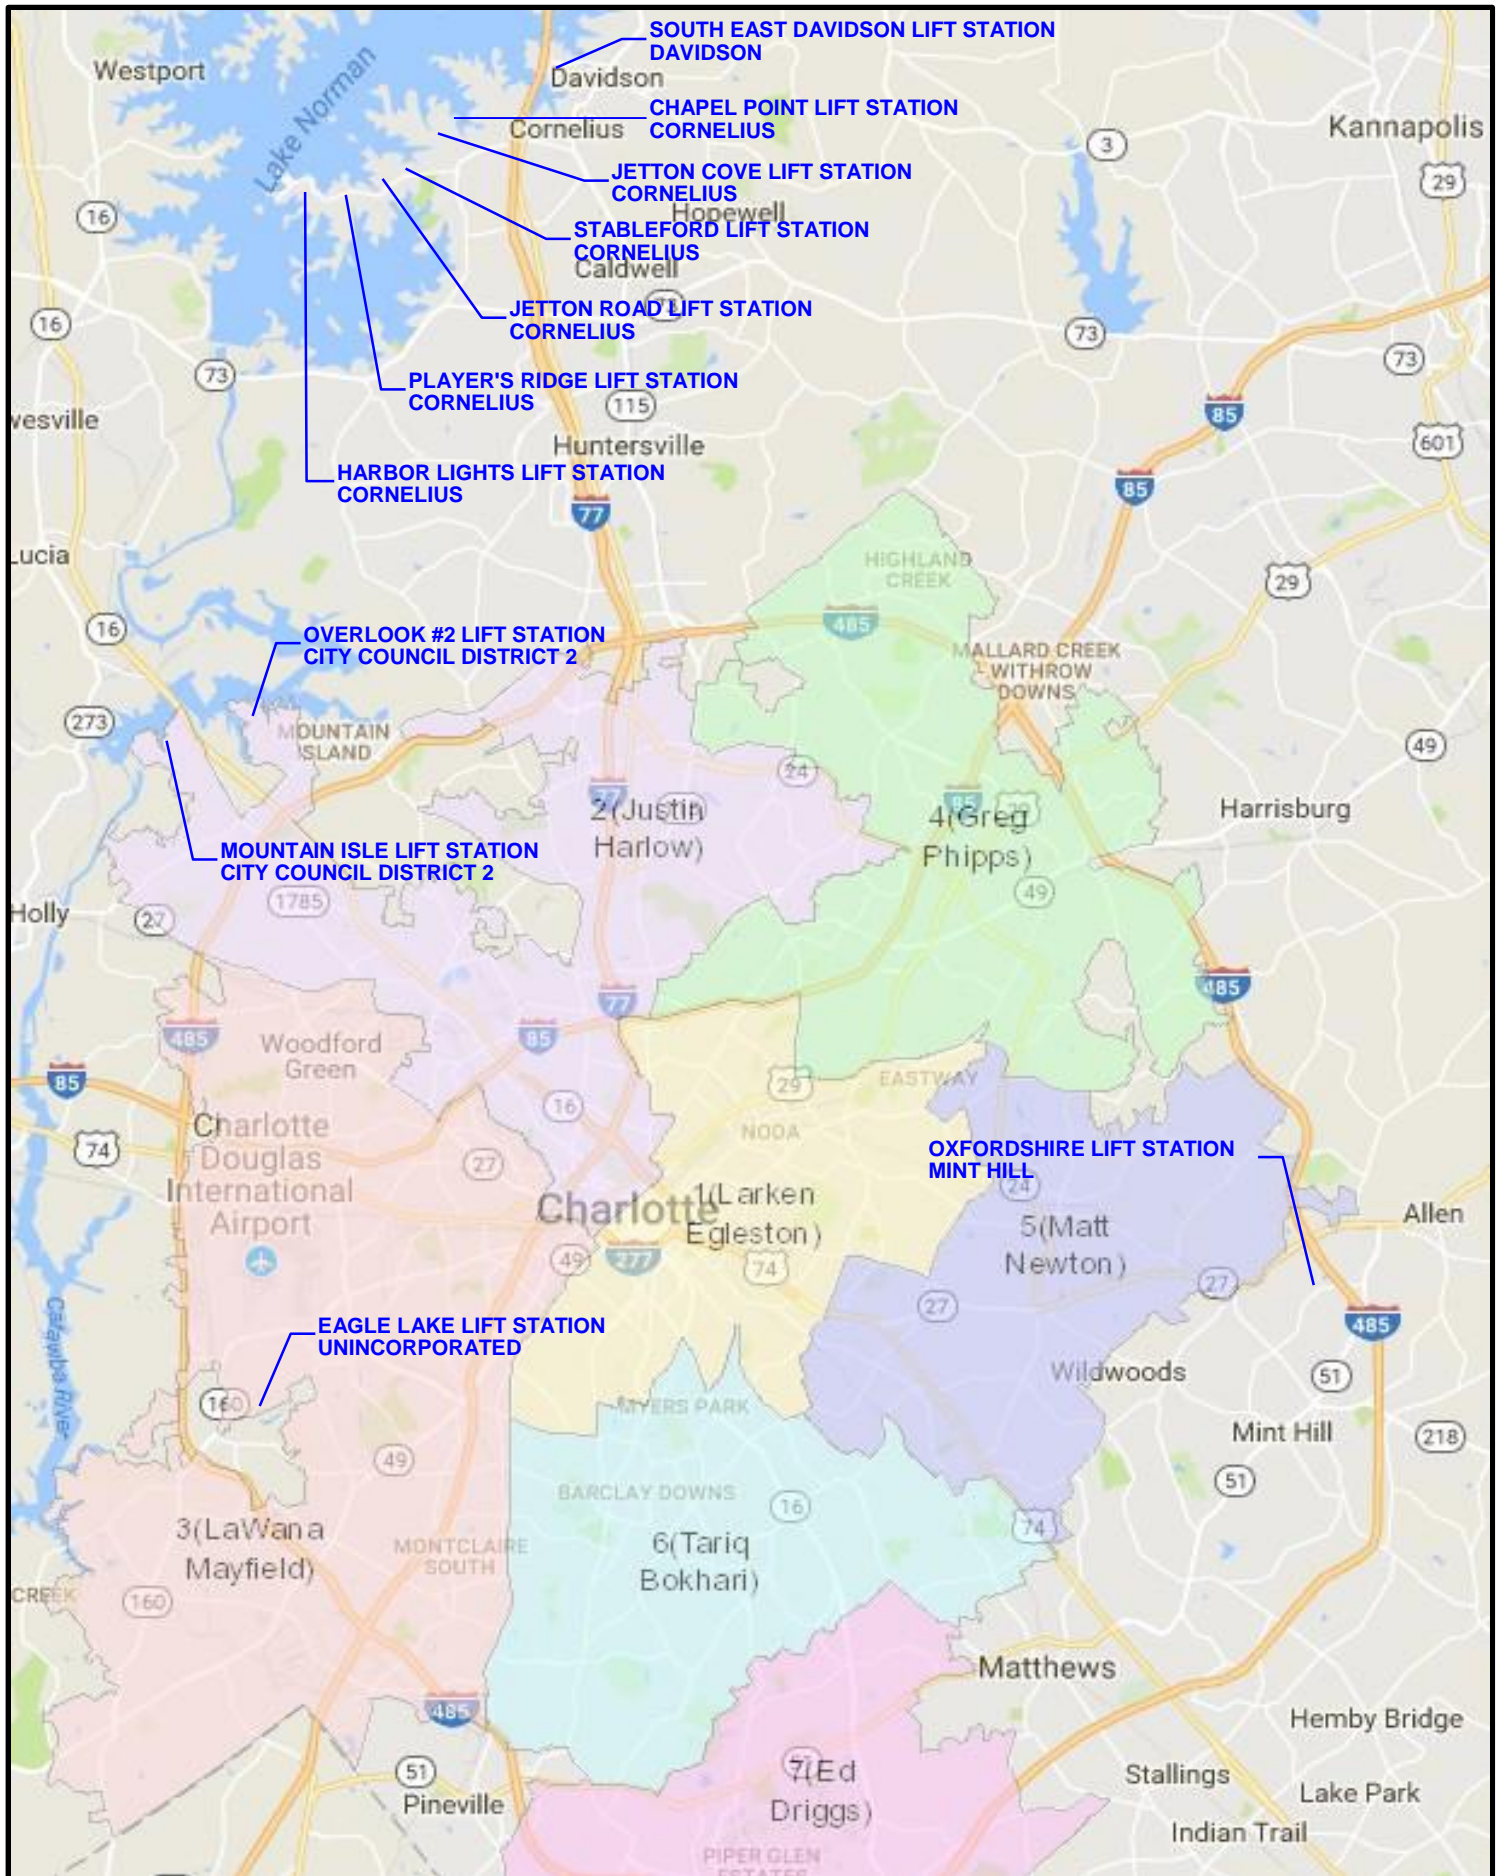 SOUTH EAST DAVIDSON LIFT STATION
DAVIDSON
Westport
Davidson
Lake Norman
CHAPEL POINT LIFT STATION
CORNELIUS
Cornelius
Kannapolis
3
29
JETTON COVE LIFT STATION
CORNELIUS
Hopewell
16
STABLEFORD LIFT STATION
CORNELIUS
Caldwell
73
JETTON ROAD LIFT STATION
CORNELIUS
16
73
73
73
PLAYER'S RIDGE LIFT STATION
CORNELIUS
115
85
vesville
Huntersville
601
HARBOR LIGHTS LIFT STATION
CORNELIUS
85
77
Lucia
HIGHLAND
CREEK
29
16
485
OVERLOOK #2 LIFT STATION
CITY COUNCIL DISTRICT 2
MALLARD CREEK
- WITHROW
DOWNS
273
MOUNTAIN
ISLAND
49
24
77
2(Justin
Harlow)
85
29
4(Greg
Phipps)
Harrisburg
MOUNTAIN ISLE LIFT STATION
CITY COUNCIL DISTRICT 2
1785
49
Holly
27
485
77
485
85
Woodford
Green
85
29
EASTWAY
16
Charlotte
Douglas
International
Airport
74
NODA
27
OXFORDSHIRE LIFT STATION
MINT HILL
24
Charlotte
1(Larken
Egleston)
5(Matt
Newton)
Allen
49
277
74
27
27
EAGLE LAKE LIFT STATION
UNINCORPORATED
485
Catawba River
Wildwoods
51
160
MYERS PARK
Mint Hill
218
49
51
BARCLAY DOWNS
16
3(LaWana
Mayfield)
74
MONTCLAIRE
SOUTH
6(Tariq
Bokhari)
CREEK
160
Matthews
485
Hemby Bridge
51
Pineville
7(Ed
Driggs)
Stallings
Lake Park
Indian Trail
PIPER GLEN
ESTATES